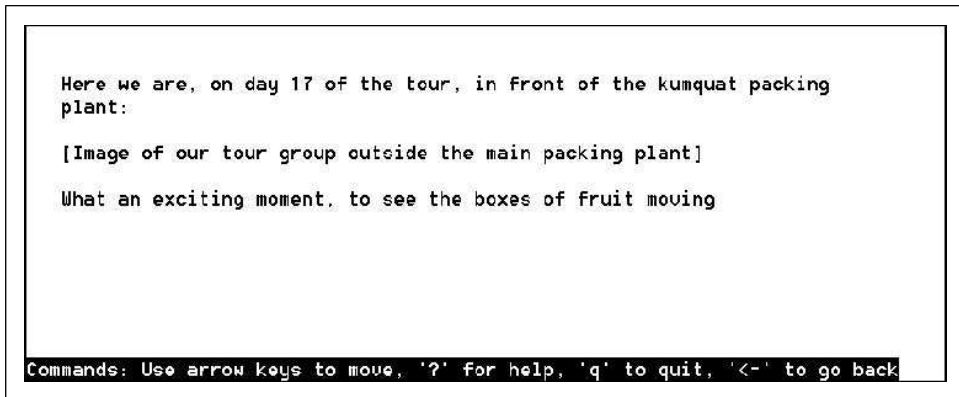 Here we are, on day 17 of the tour, in front of the kumquat packing
plant:
[Image of our tour group outside the main packing plant]
What an exciting moment, to see the boxes of fruit moving
Commands: Use arrow keys to move, '?' for help, 'q' to quit, '<-' to go back